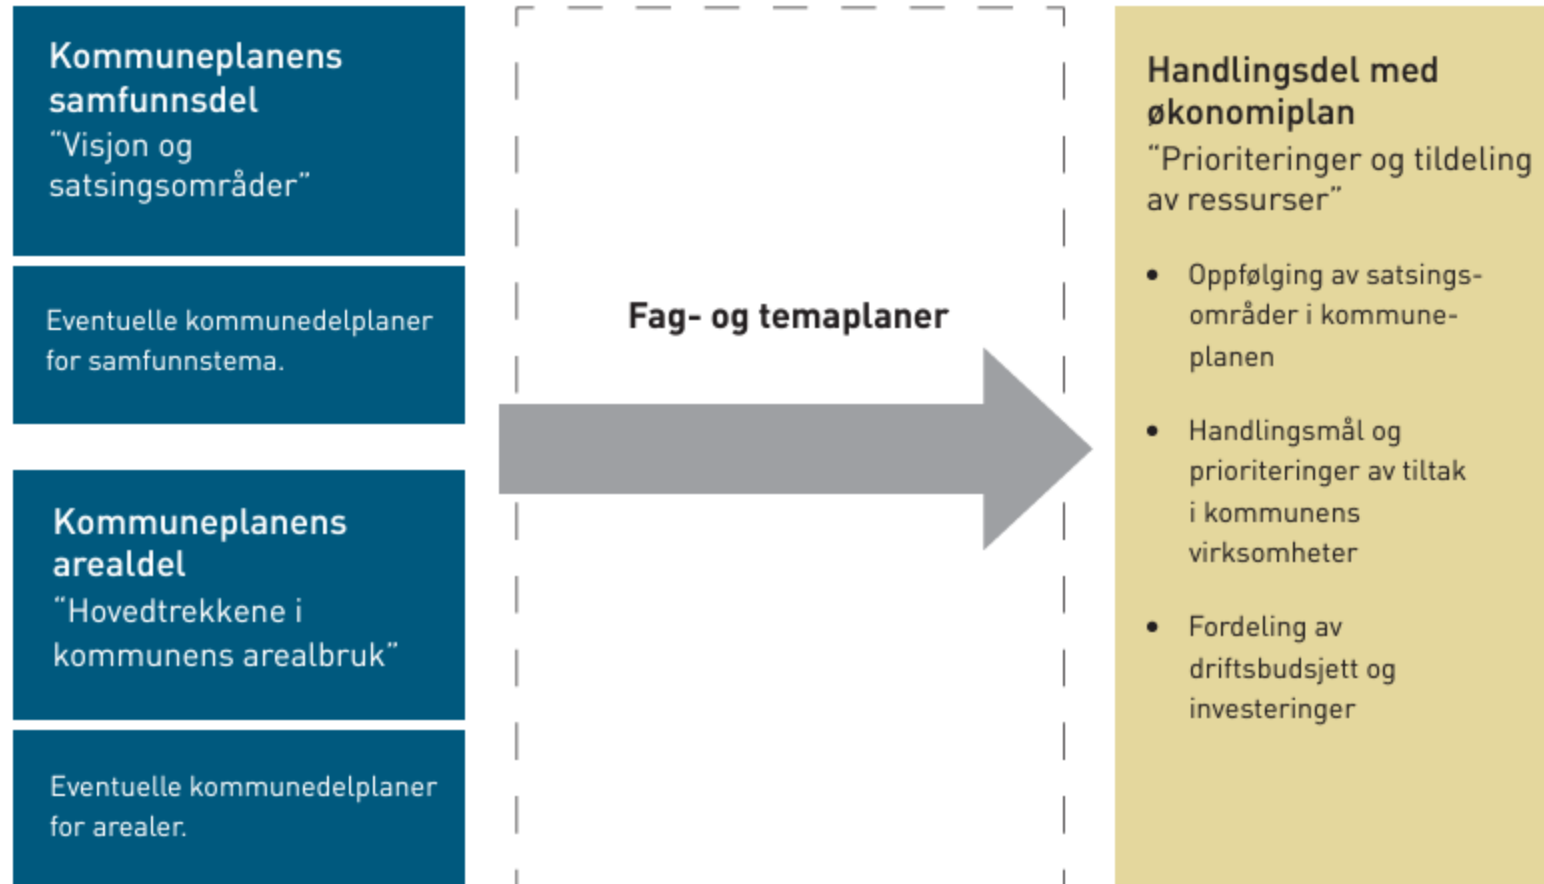 Kommuneplanens
samfunnsdel
“Visjon og
satsingsområder”
Eventuelle kommunedelplaner
for samfunnstema.
Kommuneplanens
arealdel
“Hovedtrekkene i
kommunens arealbruk”
Eventuelle kommunedelplaner
for arealer.
Fag- og temaplaner
Handlingsdel med
økonomiplan
“Prioriteringer og tildeling
av ressurser”
• Oppfølging av satsings-
områder i kommune-
planen
• Handlingsmål og
prioriteringer av tiltak
i kommunens
virksomheter
• Fordeling av
driftsbudsjett og
investeringer